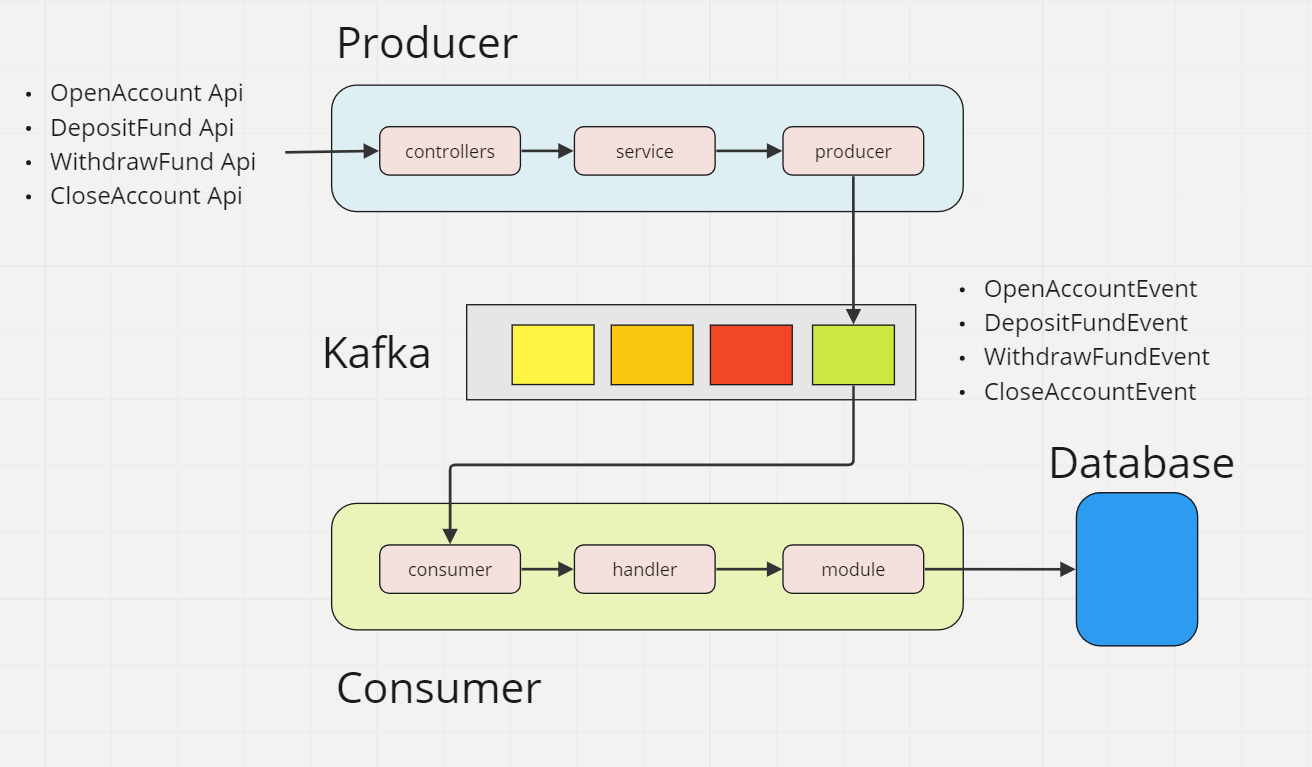 Producer
• OpenAccount Api
• DepositFund Api
• WithdrawFund Api
• CloseAccount Api
controllers
service
producer
Kafka
• OpenAccountEvent
• DepositFundEvent
• WithdrawFundEvent
• CloseAccountEvent
Database
consumer
handler
module
Consumer